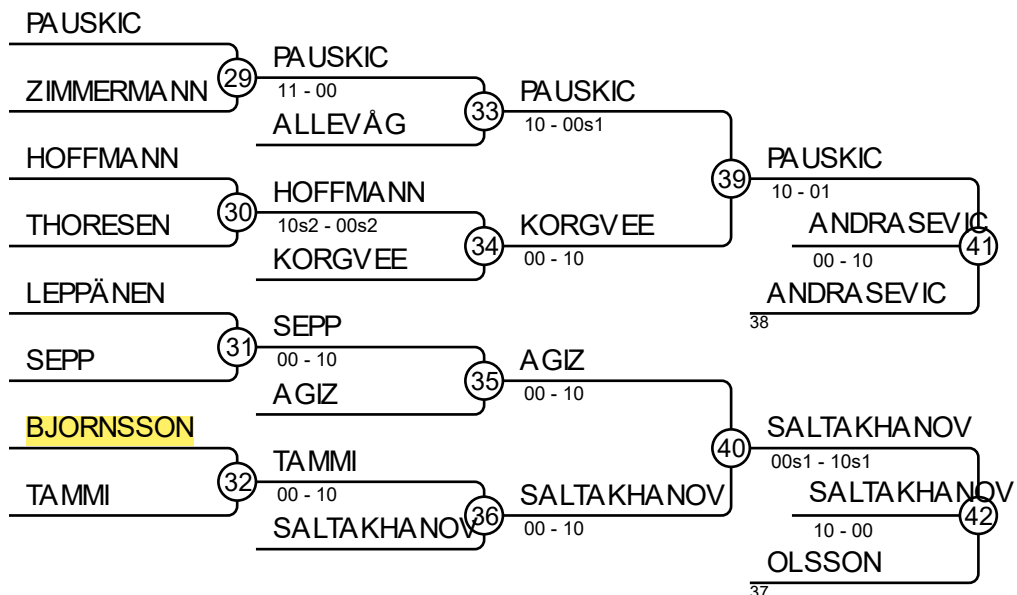 PAUSKIC
ZIMMERMANN
29
PAUSKIC
11 - 00
ALLEVÅG
33
PAUSKIC
10 - 00s1
HOFFMANN
THORESEN
30
HOFFMANN
10s2 - 00s2
KORGVEE
34
KORGVEE
00 - 10
39
PAUSKIC
10 - 01
ANDRASEVIC
00 - 10
41
ANDRASEVIC
38
LEPPÄNEN
SEPP
31
SEPP
00 - 10
AGIZ
35
AGIZ
00 - 10
BJORNSSON
TAMMI
32
TAMMI
00 - 10
SALTAKHANOV
36
SALTAKHANOV
00 - 10
40
SALTAKHANOV
00s1 - 10s1
SALTAKHANOV
10 - 00
42
OLSSON
37